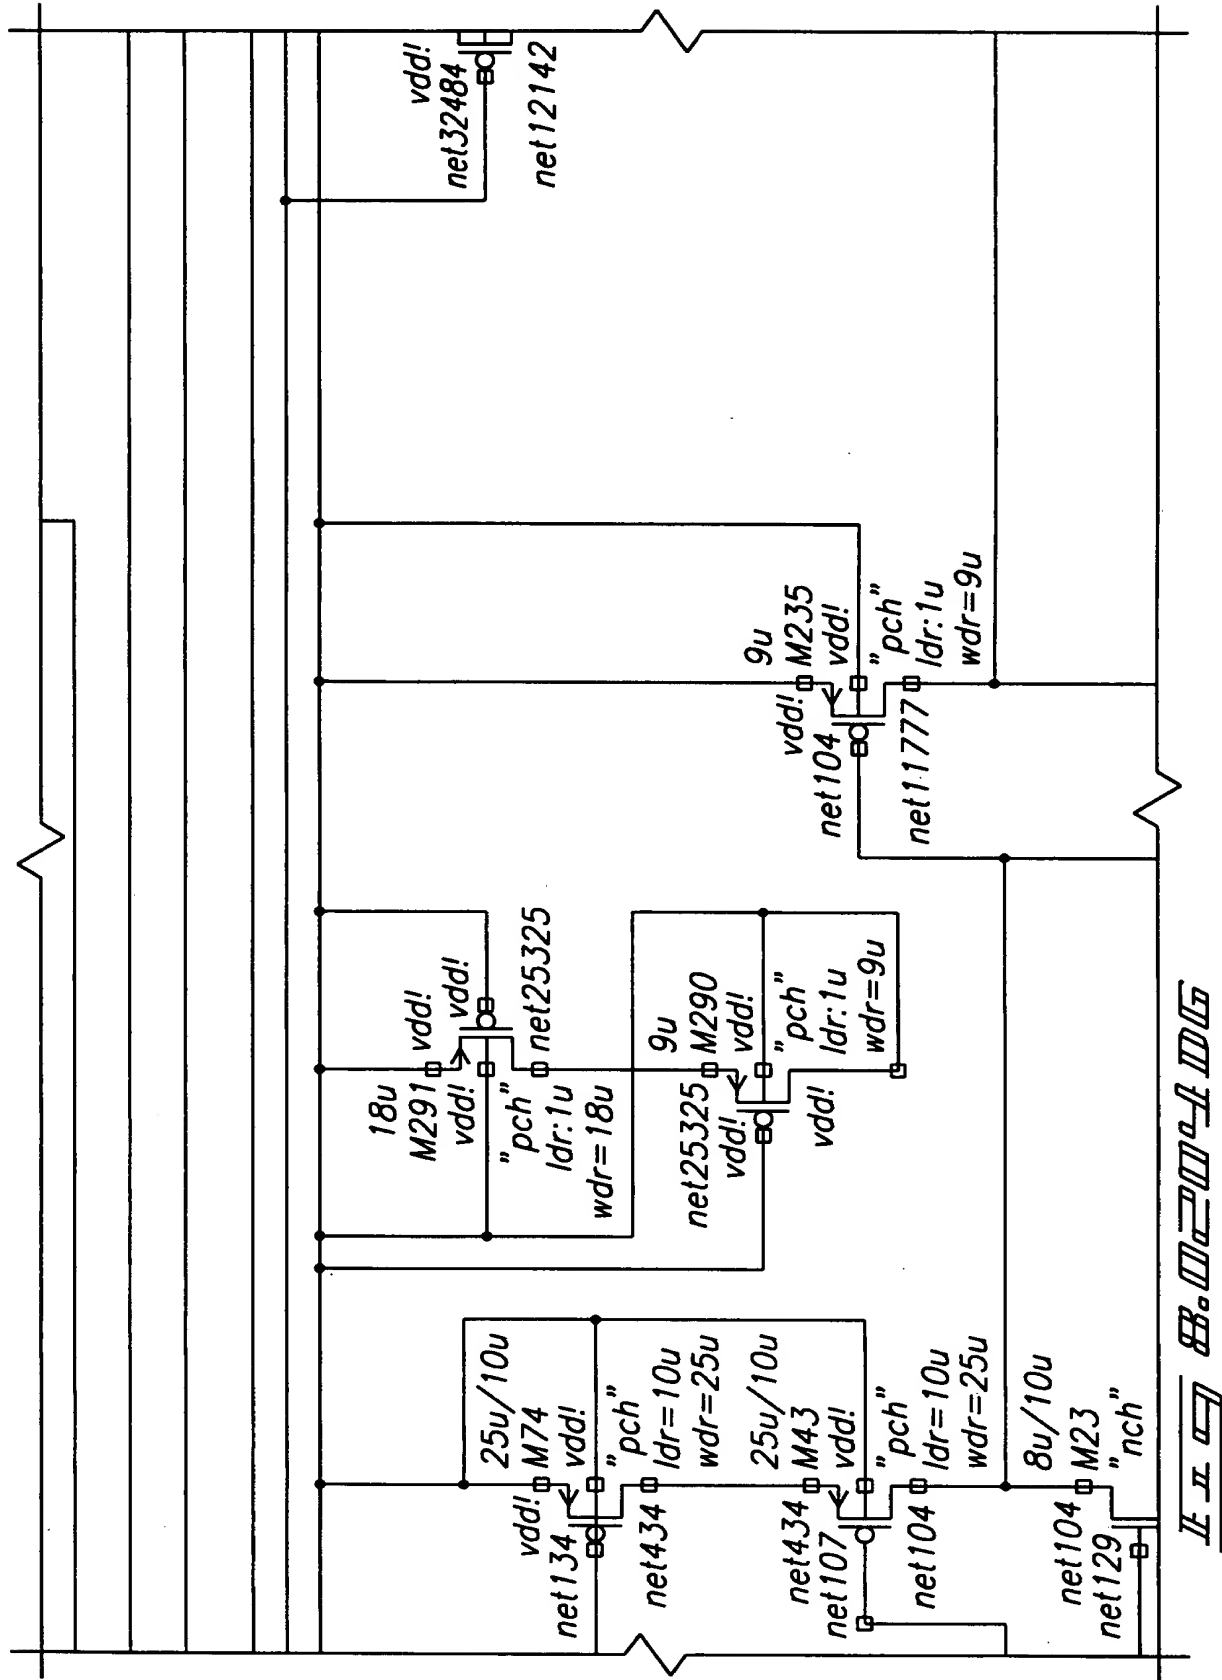 vdd!
net32484
net12142
9u
M235
vdd!
"pch"
ldr:1u
wdr=9u
vdd!
net104
net11777
18u
M291
vdd!
"pch"
ldr:1u
wdr=18u
vdd!
vdd!
net25325
9u
M290
vdd!
"pch"
ldr:1u
wdr=9u
net25325
vdd!
vdd!
25u/10u
M74
vdd!
"pch"
ldr=10u
wdr=25u
vdd!
net134
net434
25u/10u
M43
vdd!
"pch"
ldr=10u
wdr=25u
net434
net107
net104
8u/10u
M23
"nch"
net104
net129